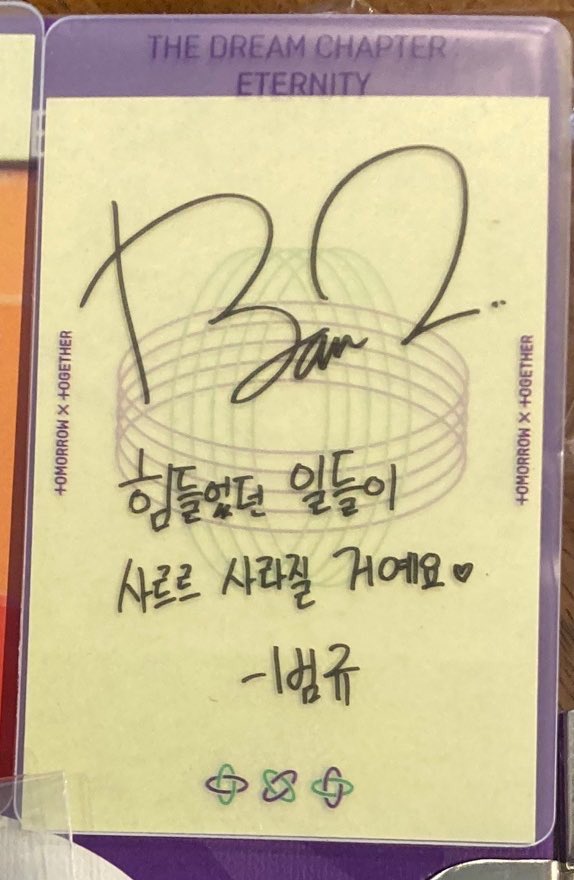 THE DREAM CHAPTER:
ETERNITY
TOMORROW X TOGETHER
TOMORROW X TOGETHER
힘들었던 일들이
사르르 사라질 거예요♥
-범규